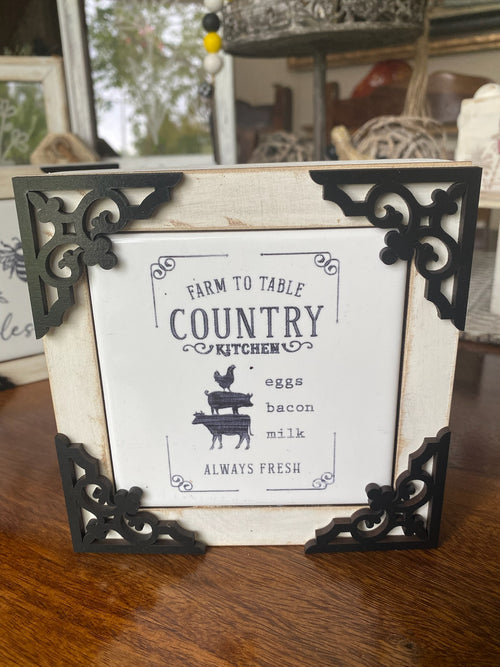 FARM TO TABLE
COUNTRY
KITCHEN
eggs
bacon
milk
ALWAYS FRESH